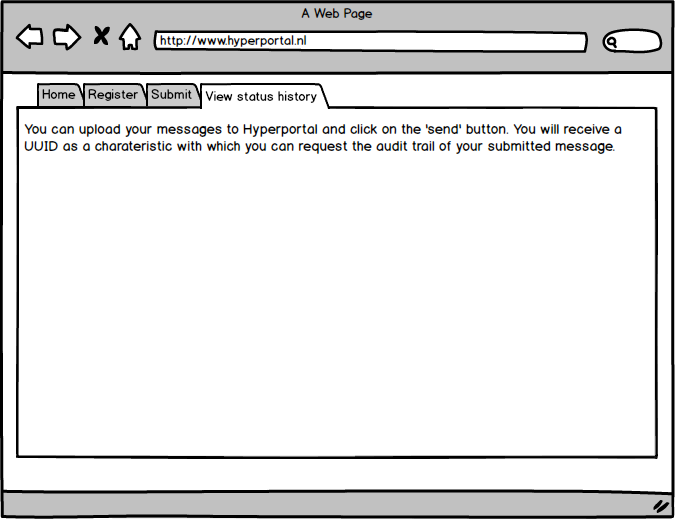 A Web Page
http://www.hyperportal.nl
Home Register Submit View status history
You can upload your messages to Hyperportal and click on the 'send' button. You will receive a
UUID as a charateristic with which you can request the audit trail of your submitted message.